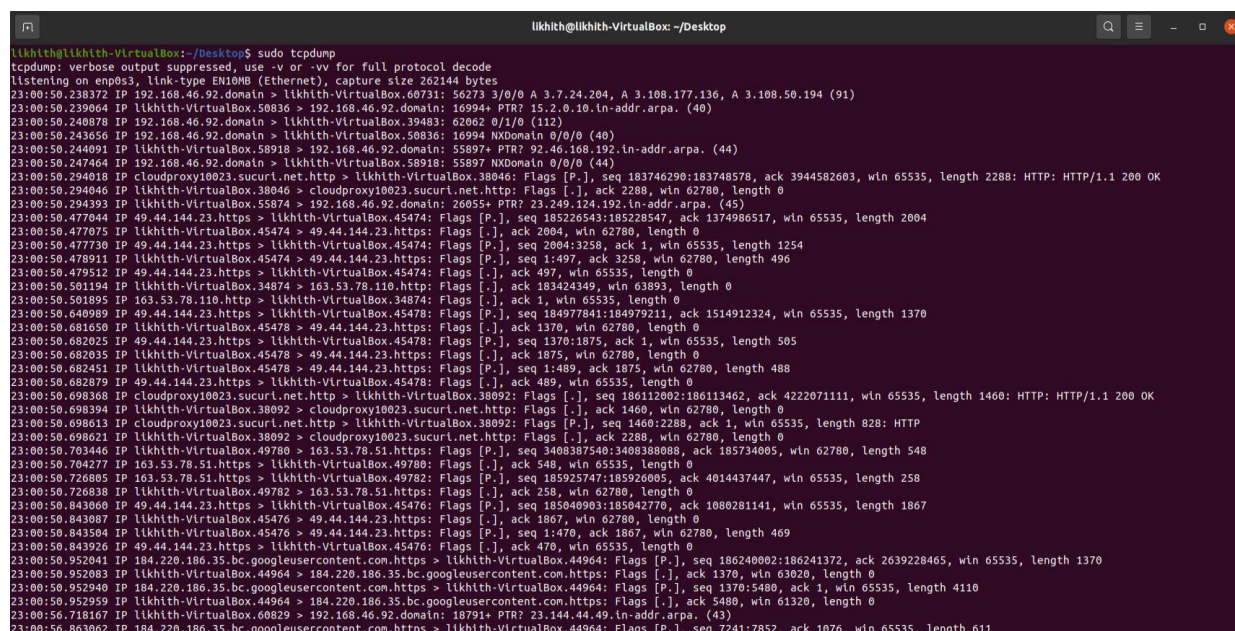 likhith@likhith-VirtualBox: ~/Desktop
likhith@likhith-VirtualBox:~/Desktop$ sudo tcpdump
tcpdump: verbose output suppressed, use -v or -vv for full protocol decode
listening on enp0s3, link-type EN10MB (Ethernet), capture size 262144 bytes
23:00:50.238372 IP 192.168.46.92.domain > likhith-VirtualBox.60731: 56273 3/0/0 A 3.7.24.204, A 3.108.177.136, A 3.108.50.194 (91)
23:00:50.239064 IP likhith-VirtualBox.50836 > 192.168.46.92.domain: 16994+ PTR? 15.2.0.10.in-addr.arpa. (40)
23:00:50.240878 IP 192.168.46.92.domain > likhith-VirtualBox.39483: 62062 0/1/0 (112)
23:00:50.243656 IP 192.168.46.92.domain > likhith-VirtualBox.50836: 16994 NXDomain 0/0/0 (40)
23:00:50.244091 IP likhith-VirtualBox.58918 > 192.168.46.92.domain: 55897+ PTR? 92.46.168.192.in-addr.arpa. (44)
23:00:50.247464 IP 192.168.46.92.domain > likhith-VirtualBox.58918: 55897 NXDomain 0/0/0 (44)
23:00:50.294018 IP cloudproxy10023.sucuri.net.http > likhith-VirtualBox.38046: Flags [P.], seq 183746290:183748578, ack 3944582603, win 65535, length 2288: HTTP: HTTP/1.1 200 OK
23:00:50.294046 IP likhith-VirtualBox.38046 > cloudproxy10023.sucuri.net.http: Flags [.], ack 2288, win 62780, length 0
23:00:50.294393 IP likhith-VirtualBox.55874 > 192.168.46.92.domain: 26055+ PTR? 23.249.124.192.in-addr.arpa. (45)
23:00:50.477044 IP 49.44.144.23.https > likhith-VirtualBox.45474: Flags [P.], seq 185226543:185228547, ack 1374986517, win 65535, length 2004
23:00:50.477075 IP likhith-VirtualBox.45474 > 49.44.144.23.https: Flags [.], ack 2004, win 62780, length 0
23:00:50.477730 IP 49.44.144.23.https > likhith-VirtualBox.45474: Flags [P.], seq 2004:3258, ack 1, win 65535, length 1254
23:00:50.478911 IP likhith-VirtualBox.45474 > 49.44.144.23.https: Flags [P.], seq 1:497, ack 3258, win 62780, length 496
23:00:50.479512 IP 49.44.144.23.https > likhith-VirtualBox.45474: Flags [.], ack 497, win 65535, length 0
23:00:50.501194 IP likhith-VirtualBox.34874 > 163.53.78.110.http: Flags [.], ack 183424349, win 63893, length 0
23:00:50.501895 IP 163.53.78.110.http > likhith-VirtualBox.34874: Flags [.], ack 1, win 65535, length 0
23:00:50.640989 IP 49.44.144.23.https > likhith-VirtualBox.45478: Flags [P.], seq 184977841:184979211, ack 1514912324, win 65535, length 1370
23:00:50.681650 IP likhith-VirtualBox.45478 > 49.44.144.23.https: Flags [.], ack 1370, win 62780, length 0
23:00:50.682025 IP 49.44.144.23.https > likhith-VirtualBox.45478: Flags [P.], seq 1370:1875, ack 1, win 65535, length 505
23:00:50.682035 IP likhith-VirtualBox.45478 > 49.44.144.23.https: Flags [.], ack 1875, win 62780, length 0
23:00:50.682451 IP likhith-VirtualBox.45478 > 49.44.144.23.https: Flags [P.], seq 1:489, ack 1875, win 62780, length 488
23:00:50.682879 IP 49.44.144.23.https > likhith-VirtualBox.45478: Flags [.], ack 489, win 65535, length 0
23:00:50.698368 IP cloudproxy10023.sucuri.net.http > likhith-VirtualBox.38092: Flags [.], seq 186112002:186113462, ack 4222071111, win 65535, length 1460: HTTP: HTTP/1.1 200 OK
23:00:50.698394 IP likhith-VirtualBox.38092 > cloudproxy10023.sucuri.net.http: Flags [.], ack 1460, win 62780, length 0
23:00:50.698613 IP cloudproxy10023.sucuri.net.http > likhith-VirtualBox.38092: Flags [P.], seq 1460:2288, ack 1, win 65535, length 828: HTTP
23:00:50.698621 IP likhith-VirtualBox.38092 > cloudproxy10023.sucuri.net.http: Flags [.], ack 2288, win 62780, length 0
23:00:50.703446 IP likhith-VirtualBox.49780 > 163.53.78.51.https: Flags [P.], seq 3408387540:3408388088, ack 185734005, win 62780, length 548
23:00:50.704277 IP 163.53.78.51.https > likhith-VirtualBox.49780: Flags [.], ack 548, win 65535, length 0
23:00:50.726805 IP 163.53.78.51.https > likhith-VirtualBox.49782: Flags [P.], seq 185925747:185926005, ack 4014437447, win 65535, length 258
23:00:50.726838 IP likhith-VirtualBox.49782 > 163.53.78.51.https: Flags [.], ack 258, win 62780, length 0
23:00:50.843060 IP 49.44.144.23.https > likhith-VirtualBox.45476: Flags [P.], seq 185040903:185042770, ack 1080281141, win 65535, length 1867
23:00:50.843087 IP likhith-VirtualBox.45476 > 49.44.144.23.https: Flags [.], ack 1867, win 62780, length 0
23:00:50.843504 IP likhith-VirtualBox.45476 > 49.44.144.23.https: Flags [P.], seq 1:470, ack 1867, win 62780, length 469
23:00:50.843926 IP 49.44.144.23.https > likhith-VirtualBox.45476: Flags [.], ack 470, win 65535, length 0
23:00:50.952041 IP 184.220.186.35.bc.googleusercontent.com.https > likhith-VirtualBox.44964: Flags [P.], seq 186240002:186241372, ack 2639228465, win 65535, length 1370
23:00:50.952083 IP likhith-VirtualBox.44964 > 184.220.186.35.bc.googleusercontent.com.https: Flags [.], ack 1370, win 63020, length 0
23:00:50.952940 IP 184.220.186.35.bc.googleusercontent.com.https > likhith-VirtualBox.44964: Flags [P.], seq 1370:5480, ack 1, win 65535, length 4110
23:00:50.952959 IP likhith-VirtualBox.44964 > 184.220.186.35.bc.googleusercontent.com.https: Flags [.], ack 5480, win 61320, length 0
23:00:56.718167 IP likhith-VirtualBox.60829 > 192.168.46.92.domain: 18791+ PTR? 23.144.44.49.in-addr.arpa. (43)
23:00:56.863062 IP 184.220.186.35.bc.googleusercontent.com.https > likhith-VirtualBox.44964: Flags [P.], seq 7241:7852, ack 1076, win 65535, length 611